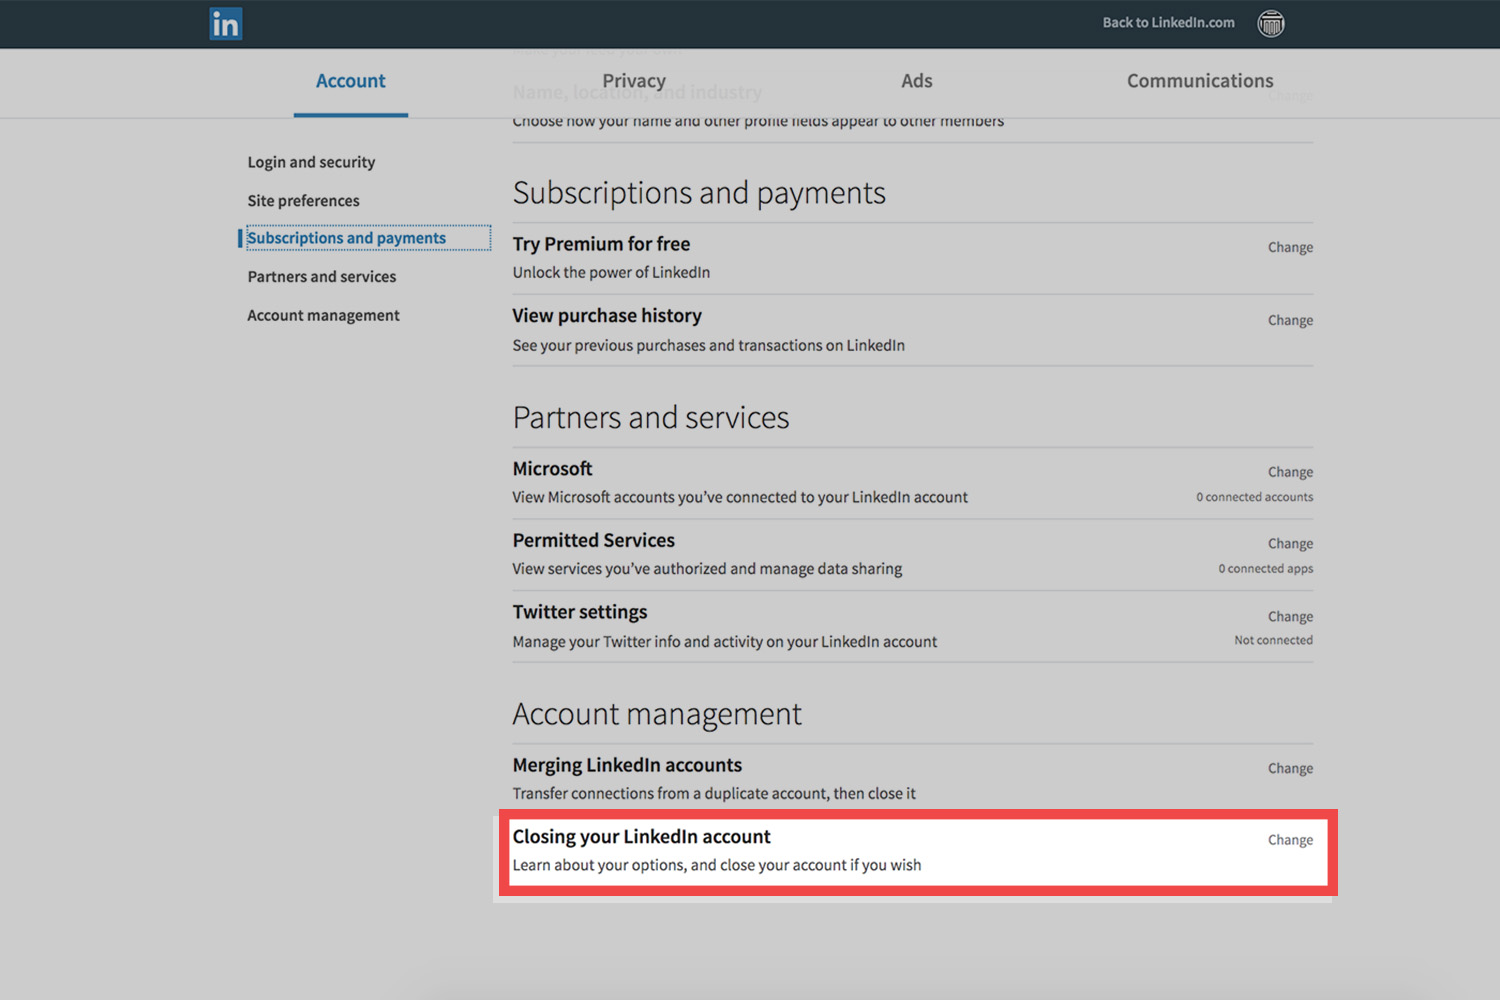 in
Back to LinkedIn.com
Account
Privacy
Ads
Communications
Name, location, and industry
Change
Choose how your name and other profile fields appear to other members
Login and security
Site preferences
Subscriptions and payments
Partners and services
Account management
Subscriptions and payments
Try Premium for free
Change
Unlock the power of LinkedIn
View purchase history
Change
See your previous purchases and transactions on LinkedIn
Partners and services
Microsoft
Change
View Microsoft accounts you’ve connected to your LinkedIn account
0 connected accounts
Permitted Services
Change
View services you’ve authorized and manage data sharing
0 connected apps
Twitter settings
Change
Manage your Twitter info and activity on your LinkedIn account
Not connected
Account management
Merging LinkedIn accounts
Change
Transfer connections from a duplicate account, then close it
Closing your LinkedIn account
Change
Learn about your options, and close your account if you wish